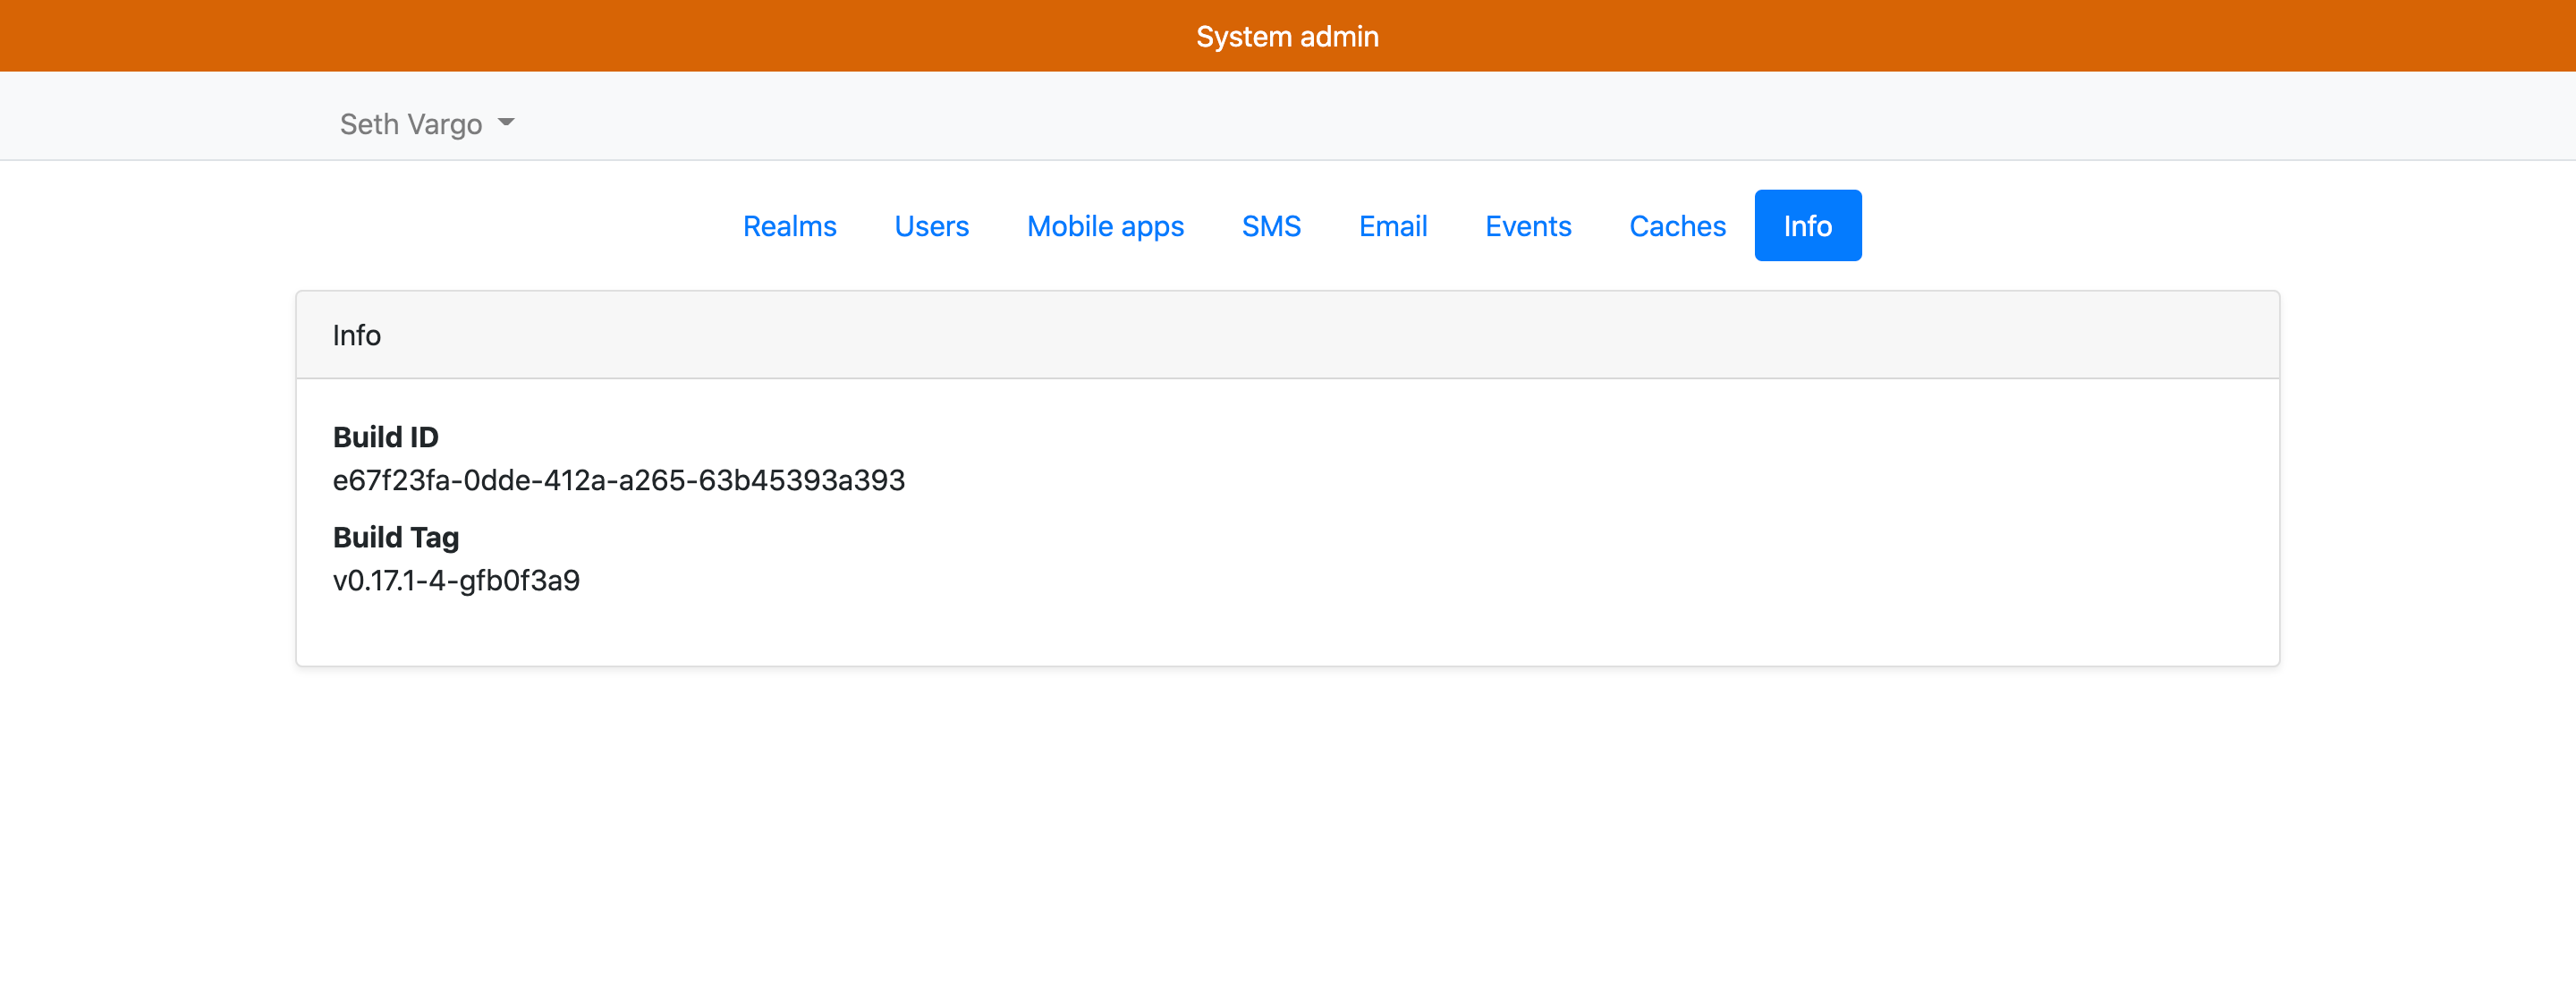 System admin
Seth Vargo
Realms Users Mobile apps SMS Email Events Caches Info
Info
Build ID
e67f23fa-0dde-412a-a265-63b45393a393
Build Tag
v0.17.1-4-gfb0f3a9